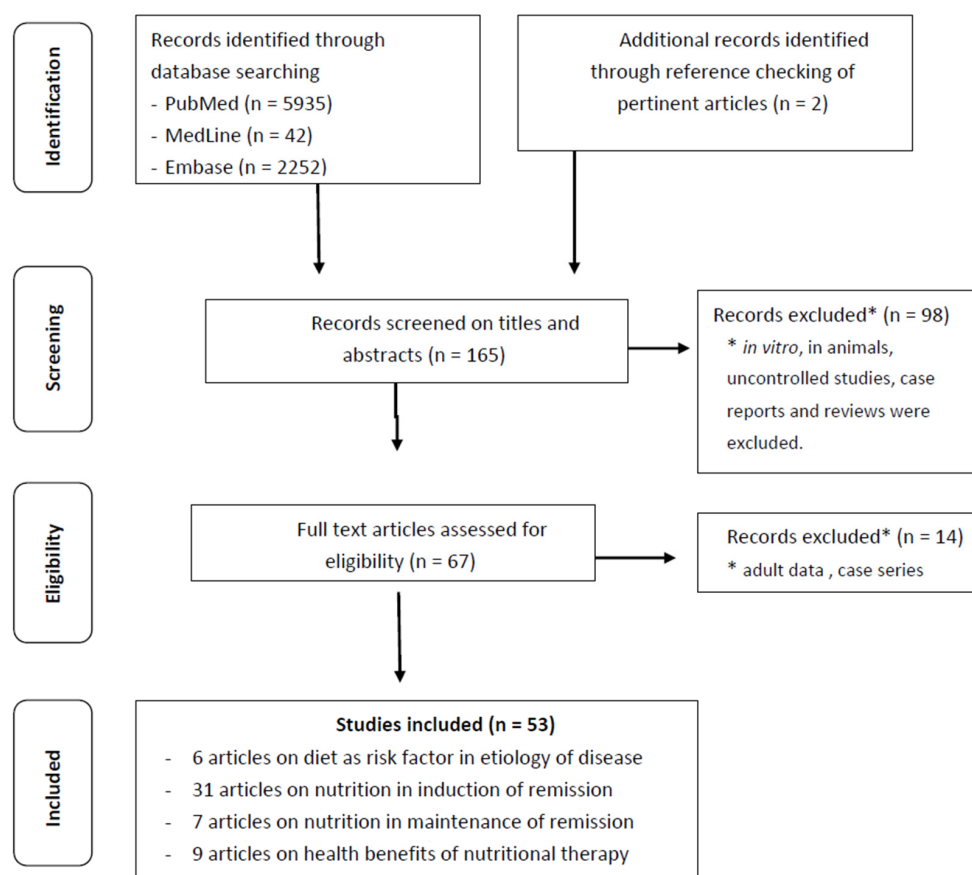 Identification
Records identified through
database searching
- PubMed (n = 5935)
- MedLine (n = 42)
- Embase (n = 2252)
Additional records identified
through reference checking of
pertinent articles (n = 2)
Screening
Records screened on titles and
abstracts (n = 165)
Records excluded* (n = 98)
* in vitro, in animals,
uncontrolled studies, case
reports and reviews were
excluded.
Eligibility
Full text articles assessed for
eligibility (n = 67)
Records excluded* (n = 14)
* adult data , case series
Included
Studies included (n = 53)
- 6 articles on diet as risk factor in etiology of disease
- 31 articles on nutrition in induction of remission
- 7 articles on nutrition in maintenance of remission
- 9 articles on health benefits of nutritional therapy